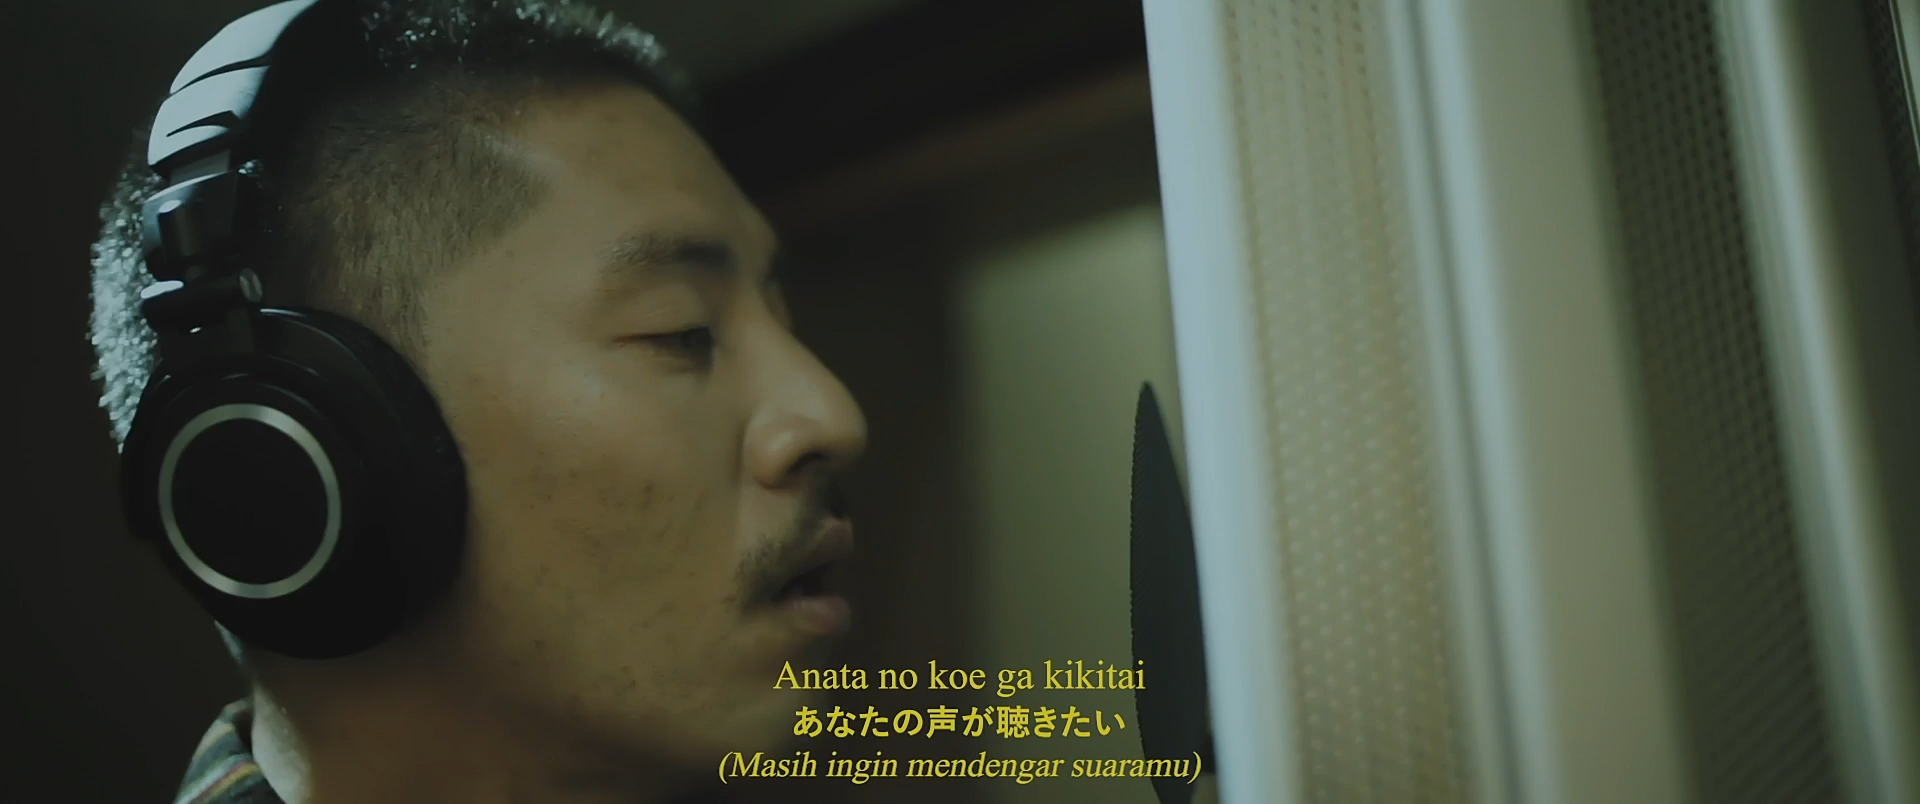 Anata no koe ga kikitai
あなたの声が聴きたい
(Masih ingin mendengar suaramu)